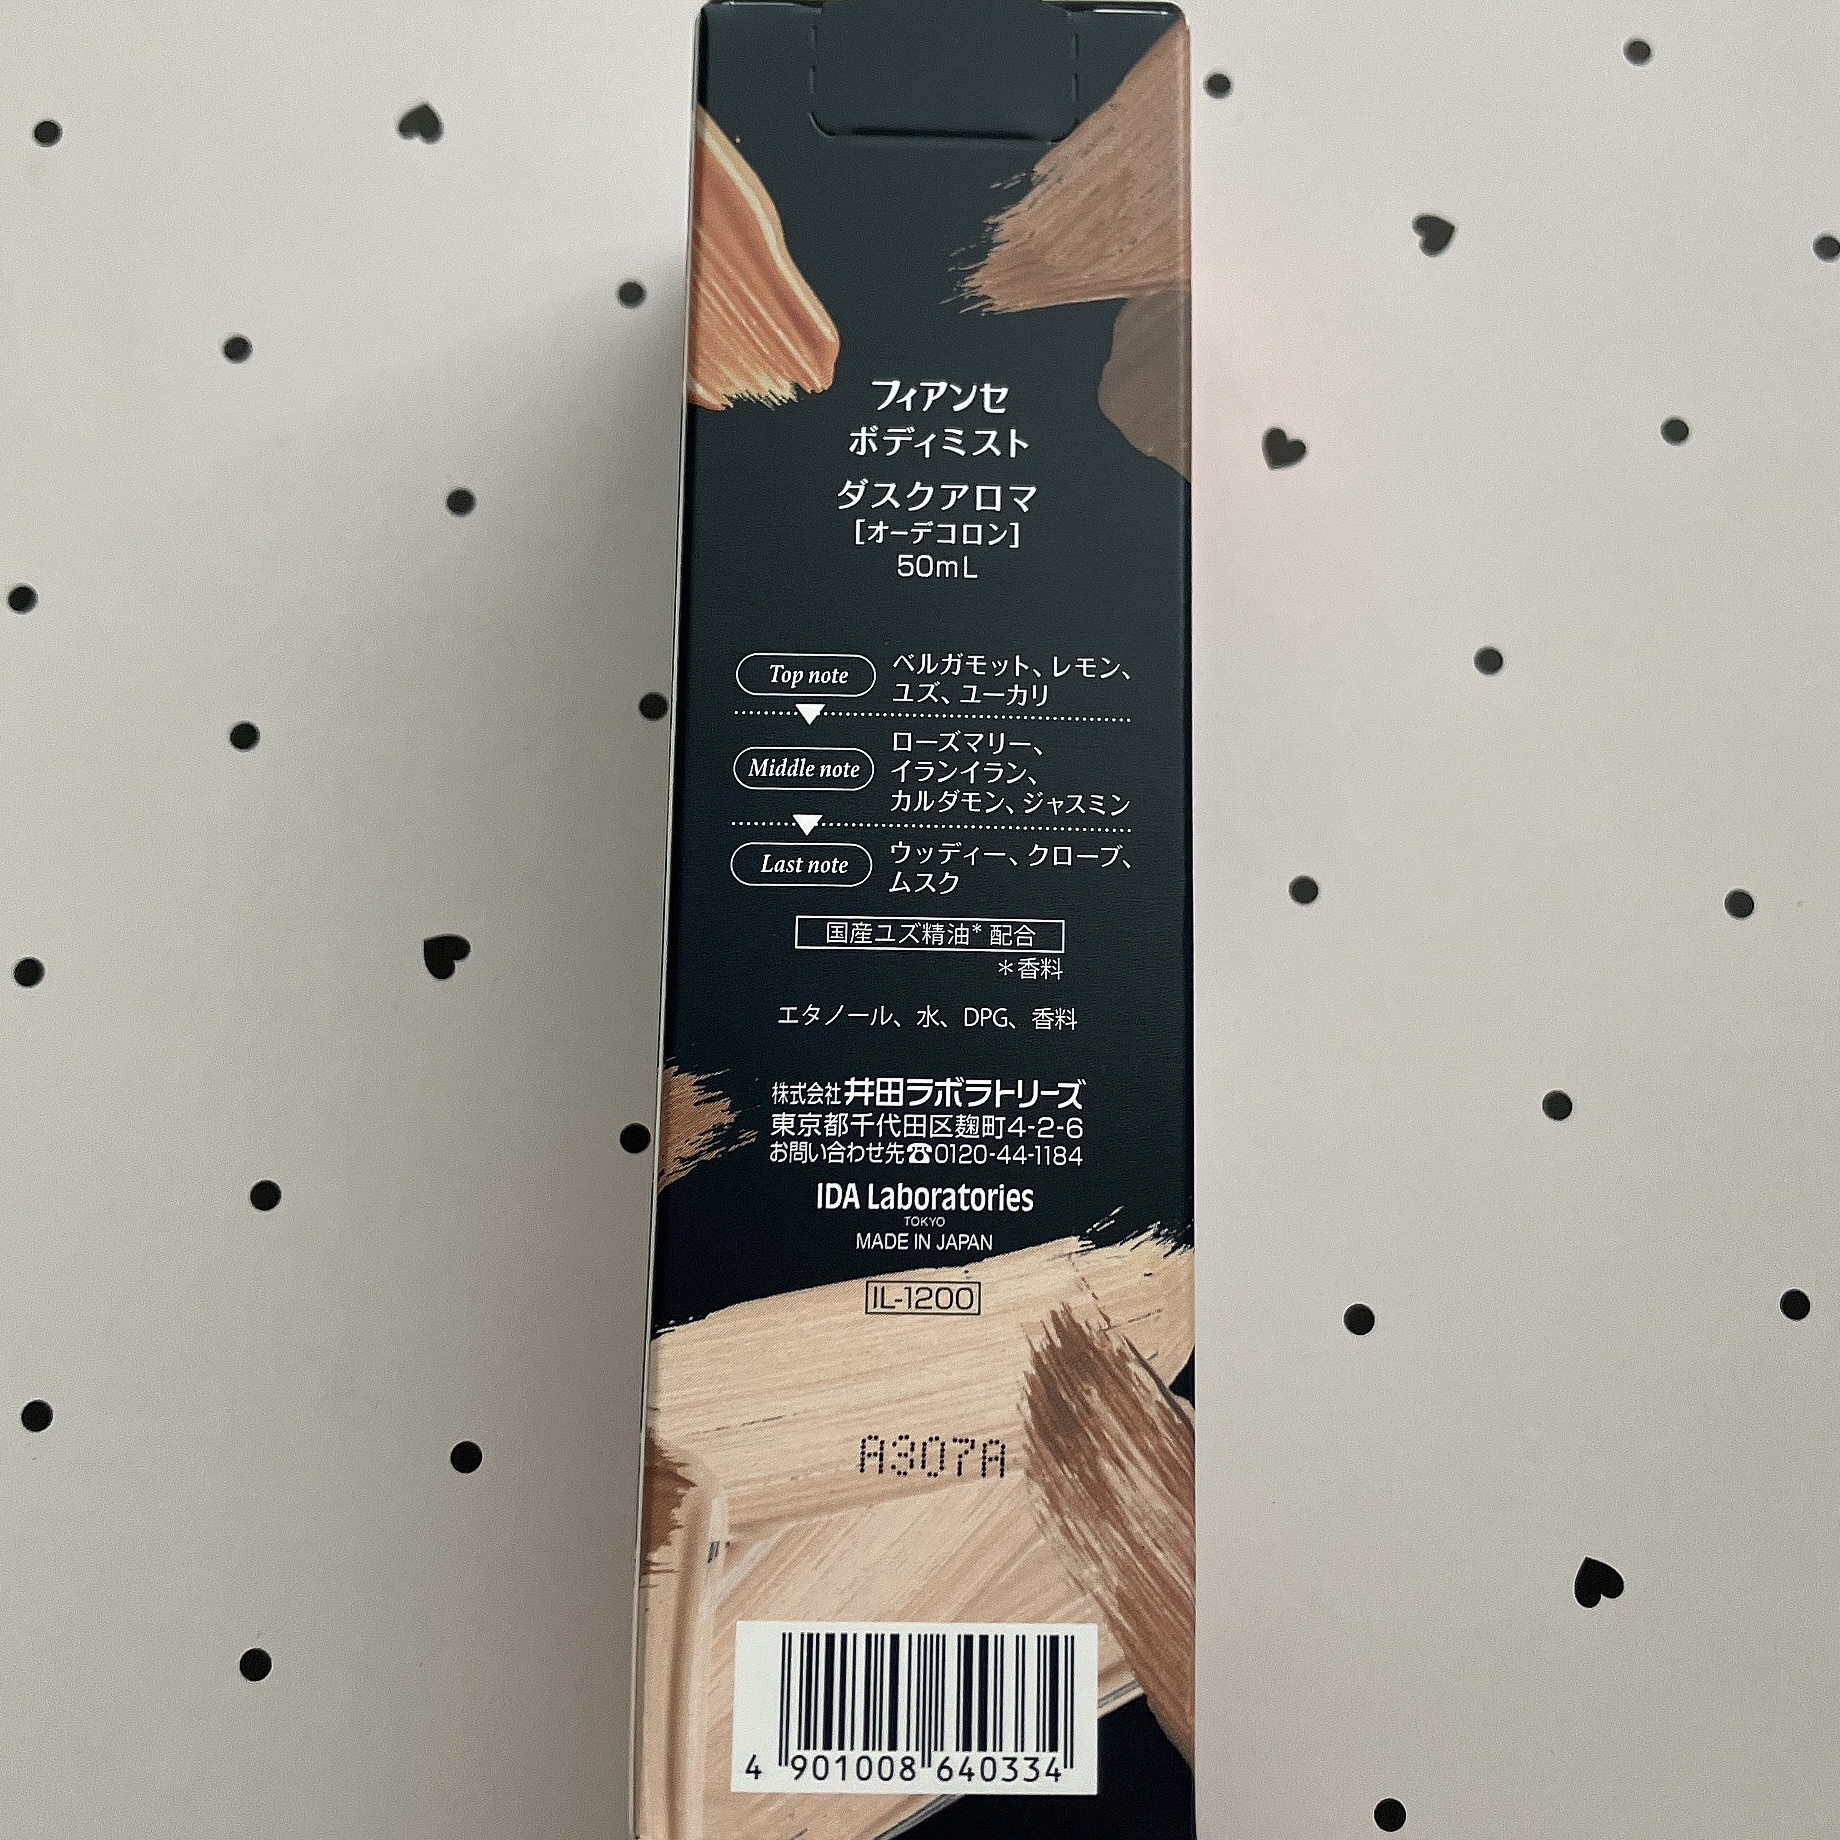 フィアンセ
ボディミスト
ダスクアロマ
[オーデコロン]
50mL
Top note
ベルガモット、レモン、
ユズ、ユーカリ
Middle note
ローズマリー、
イランイラン、
カルダモン、ジャスミン
Last note
ウッディー、クローブ、
ムスク
国産ユズ精油* 配合
＊香料
エタノール、水、DPG、香料
株式会社井田ラボラトリーズ
東京都千代田区麹町4-2-6
お問い合わせ先☎0120-44-1184
IDA Laboratories
TOKYO
MADE IN JAPAN
IL-1200
A307A
4 901008 640334